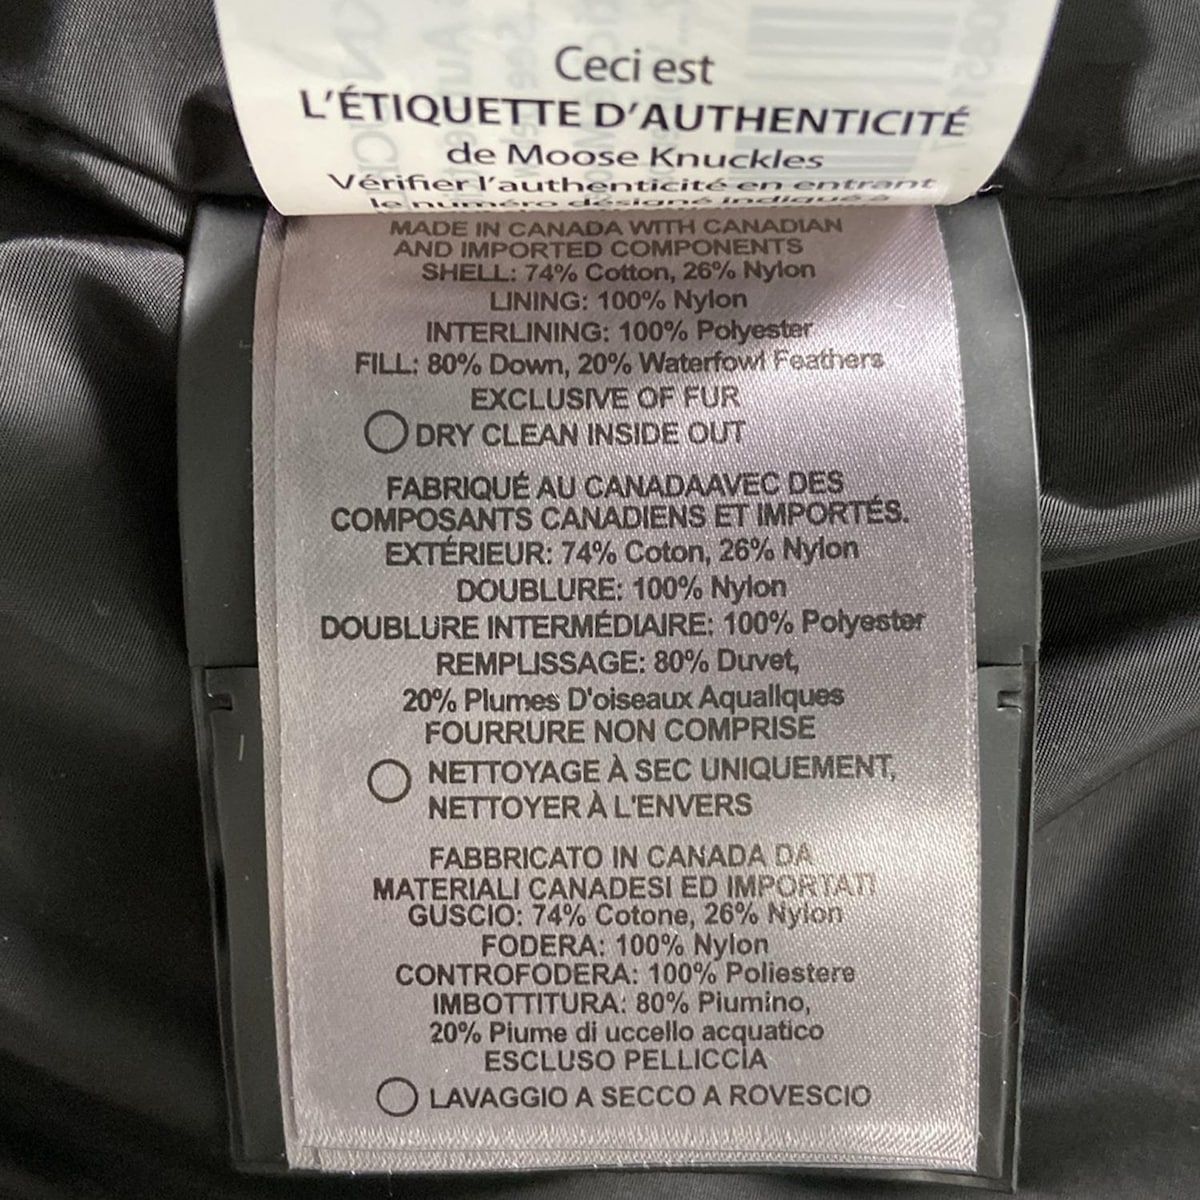 Ceci est
L'ÉTIQUETTE D'AUTHENTICITÉ
de Moose Knuckles
Vérifier l'authenticité en entrant
le numéro désigné indiqué à
MADE IN CANADA WITH CANADIAN
AND IMPORTED COMPONENTS
SHELL: 74% Cotton, 26% Nylon
LINING: 100% Nylon
INTERLINING: 100% Polyester
FILL: 80% Down, 20% Waterfowl Feathers
EXCLUSIVE OF FUR
DRY CLEAN INSIDE OUT
FABRIQUÉ AU CANADAAVEC DES
COMPOSANTS CANADIENS ET IMPORTÉS.
EXTÉRIEUR: 74% Coton, 26% Nylon
DOUBLURE: 100% Nylon
DOUBLURE INTERMÉDIAIRE: 100% Polyester
REMPLISSAGE: 80% Duvet,
20% Plumes D'oiseaux Aquallques
FOURRURE NON COMPRISE
NETTOYAGE À SEC UNIQUEMENT,
NETTOYER À L'ENVERS
FABBRICATO IN CANADA DA
MATERIALI CANADESI ED IMPORTATI
GUSCIO: 74% Cotone, 26% Nylon
FODERA: 100% Nylon
CONTROFODERA: 100% Poliestere
IMBOTTITURA: 80% Piumino,
20% Piume di uccello acquatico
ESCLUSO PELLICCIA
LAVAGGIO A SECCO A ROVESCIO